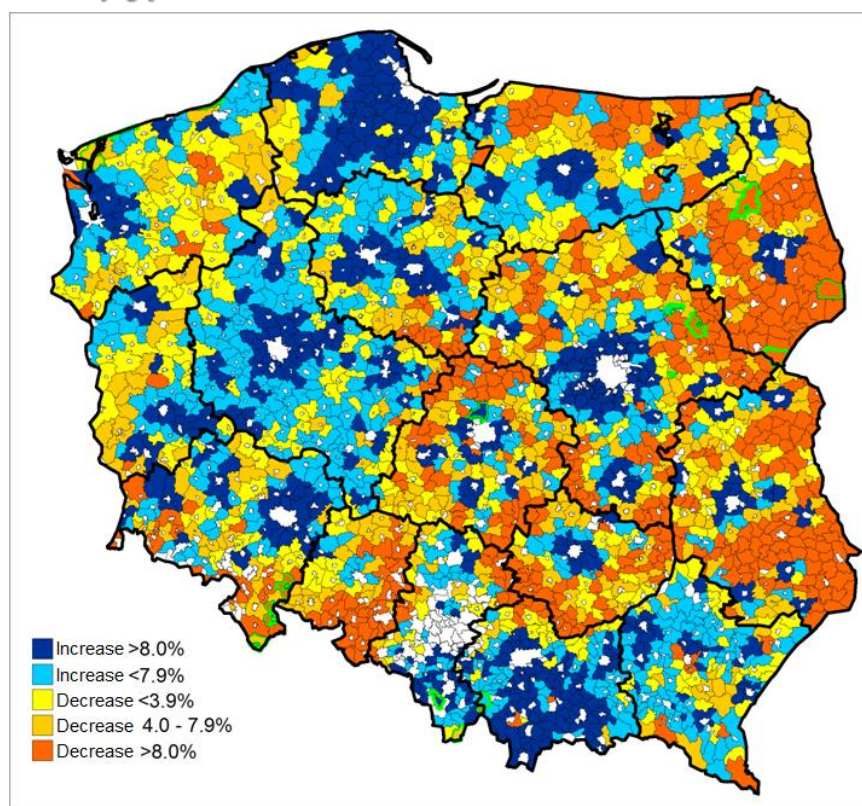 Increase >8.0%
Increase <7.9%
Decrease <3.9%
Decrease 4.0 - 7.9%
Decrease >8.0%